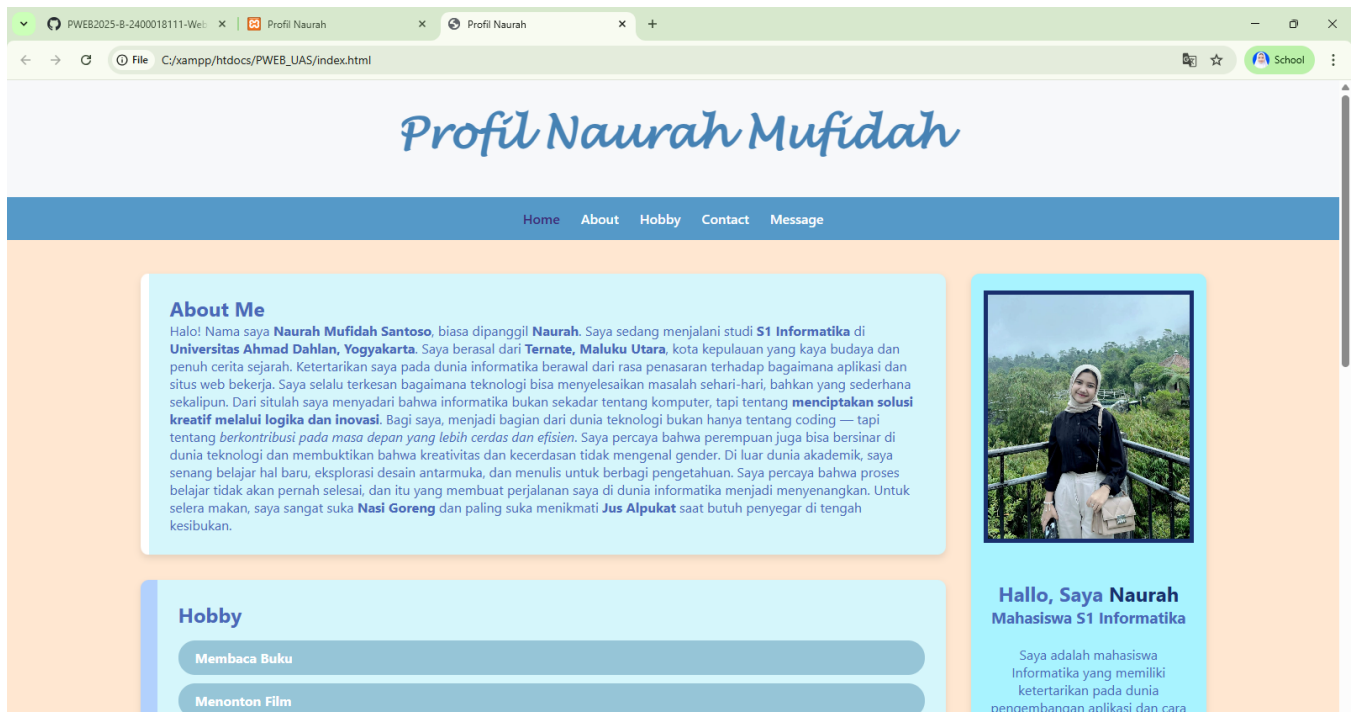 PWEB2025-B-2400018111-Web
Profil Naurah
Profil Naurah
File
C:/xampp/htdocs/PWEB_UAS/index.html
School
Profil Naurah Mufidah
Home About Hobby Contact Message
About Me
Halo! Nama saya Naurah Mufidah Santoso, biasa dipanggil Naurah. Saya sedang menjalani studi S1 Informatika di
Universitas Ahmad Dahlan, Yogyakarta. Saya berasal dari Ternate, Maluku Utara, kota kepulauan yang kaya budaya dan
penuh cerita sejarah. Ketertarikan saya pada dunia informatika berawal dari rasa penasaran terhadap bagaimana aplikasi dan
situs web bekerja. Saya selalu terkesan bagaimana teknologi bisa menyelesaikan masalah sehari-hari, bahkan yang sederhana
sekalipun. Dari situlah saya menyadari bahwa informatika bukan sekadar tentang komputer, tapi tentang menciptakan solusi
kreatif melalui logika dan inovasi. Bagi saya, menjadi bagian dari dunia teknologi bukan hanya tentang coding — tapi
tentang berkontribusi pada masa depan yang lebih cerdas dan efisien. Saya percaya bahwa perempuan juga bisa bersinar di
dunia teknologi dan membuktikan bahwa kreativitas dan kecerdasan tidak mengenal gender. Di luar dunia akademik, saya
senang belajar hal baru, eksplorasi desain antarmuka, dan menulis untuk berbagi pengetahuan. Saya percaya bahwa proses
belajar tidak akan pernah selesai, dan itu yang membuat perjalanan saya di dunia informatika menjadi menyenangkan. Untuk
selera makan, saya sangat suka Nasi Goreng dan paling suka menikmati Jus Alpukat saat butuh penyegar di tengah
kesibukan.
Hobby
Membaca Buku
Menonton Film
Hallo, Saya Naurah
Mahasiswa S1 Informatika
Saya adalah mahasiswa
Informatika yang memiliki
ketertarikan pada dunia
pengembangan aplikasi dan cara